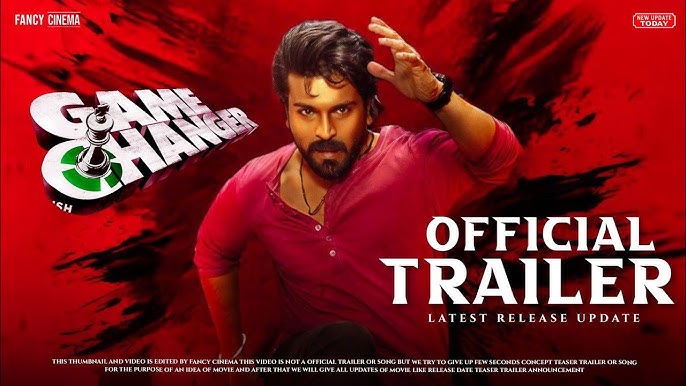 FANCY CINEMA
NEW UPDATE
TODAY
GAME
CHANGER
ISH
OFFICIAL
TRAILER
LATEST RELEASE UPDATE
THIS THUMBNAIL AND VIDEO IS EDITED BY FANCY CINEMA THIS VIDEO IS NOT A OFFICIAL TRAILER OR SONG BUT WE TRY TO GIVE UP FEW SECONDS CONCEPT TEASER TRAILER OR SONG
FOR THE PURPOSE OF AN IDEA OF MOVIE AND AFTER THAT WE WILL GIVE ALL UPDATES OF MOVIE LIKE RELEASE DATE TEASER TRAILER ANNOUNCEMENT